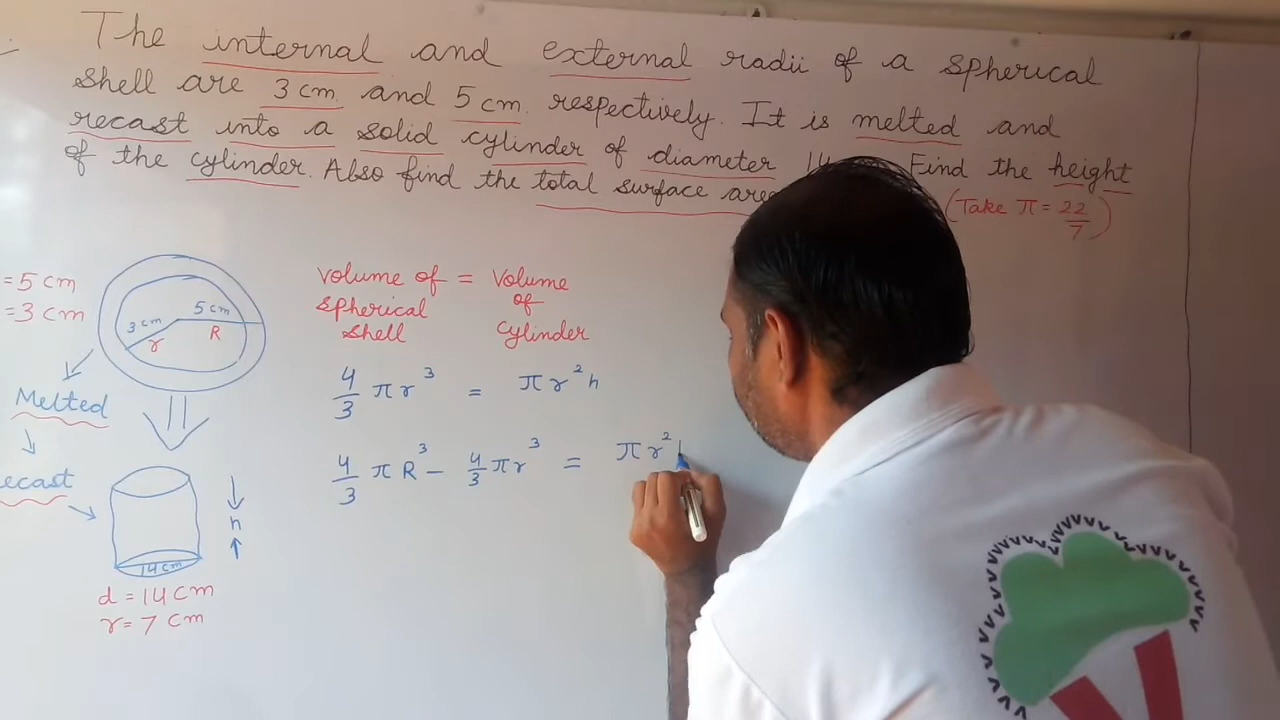 The internal and external radii of a spherical
shell are 3 cm. and 5 cm. respectively. It is melted and
recast into a solid cylinder of diameter 14 Find the height
of the cylinder. Also find the total surface area
(Take π = 22/7)
= 5 cm
= 3 cm
5 cm
3 cm
R
r
Melted
ecast
h
14 cm
d = 14 cm
r = 7 cm
Volume of = Volume
Spherical of
Shell Cylinder
4/3 π r³ = π r² h
4/3 π R³ - 4/3 π r³ = π r²